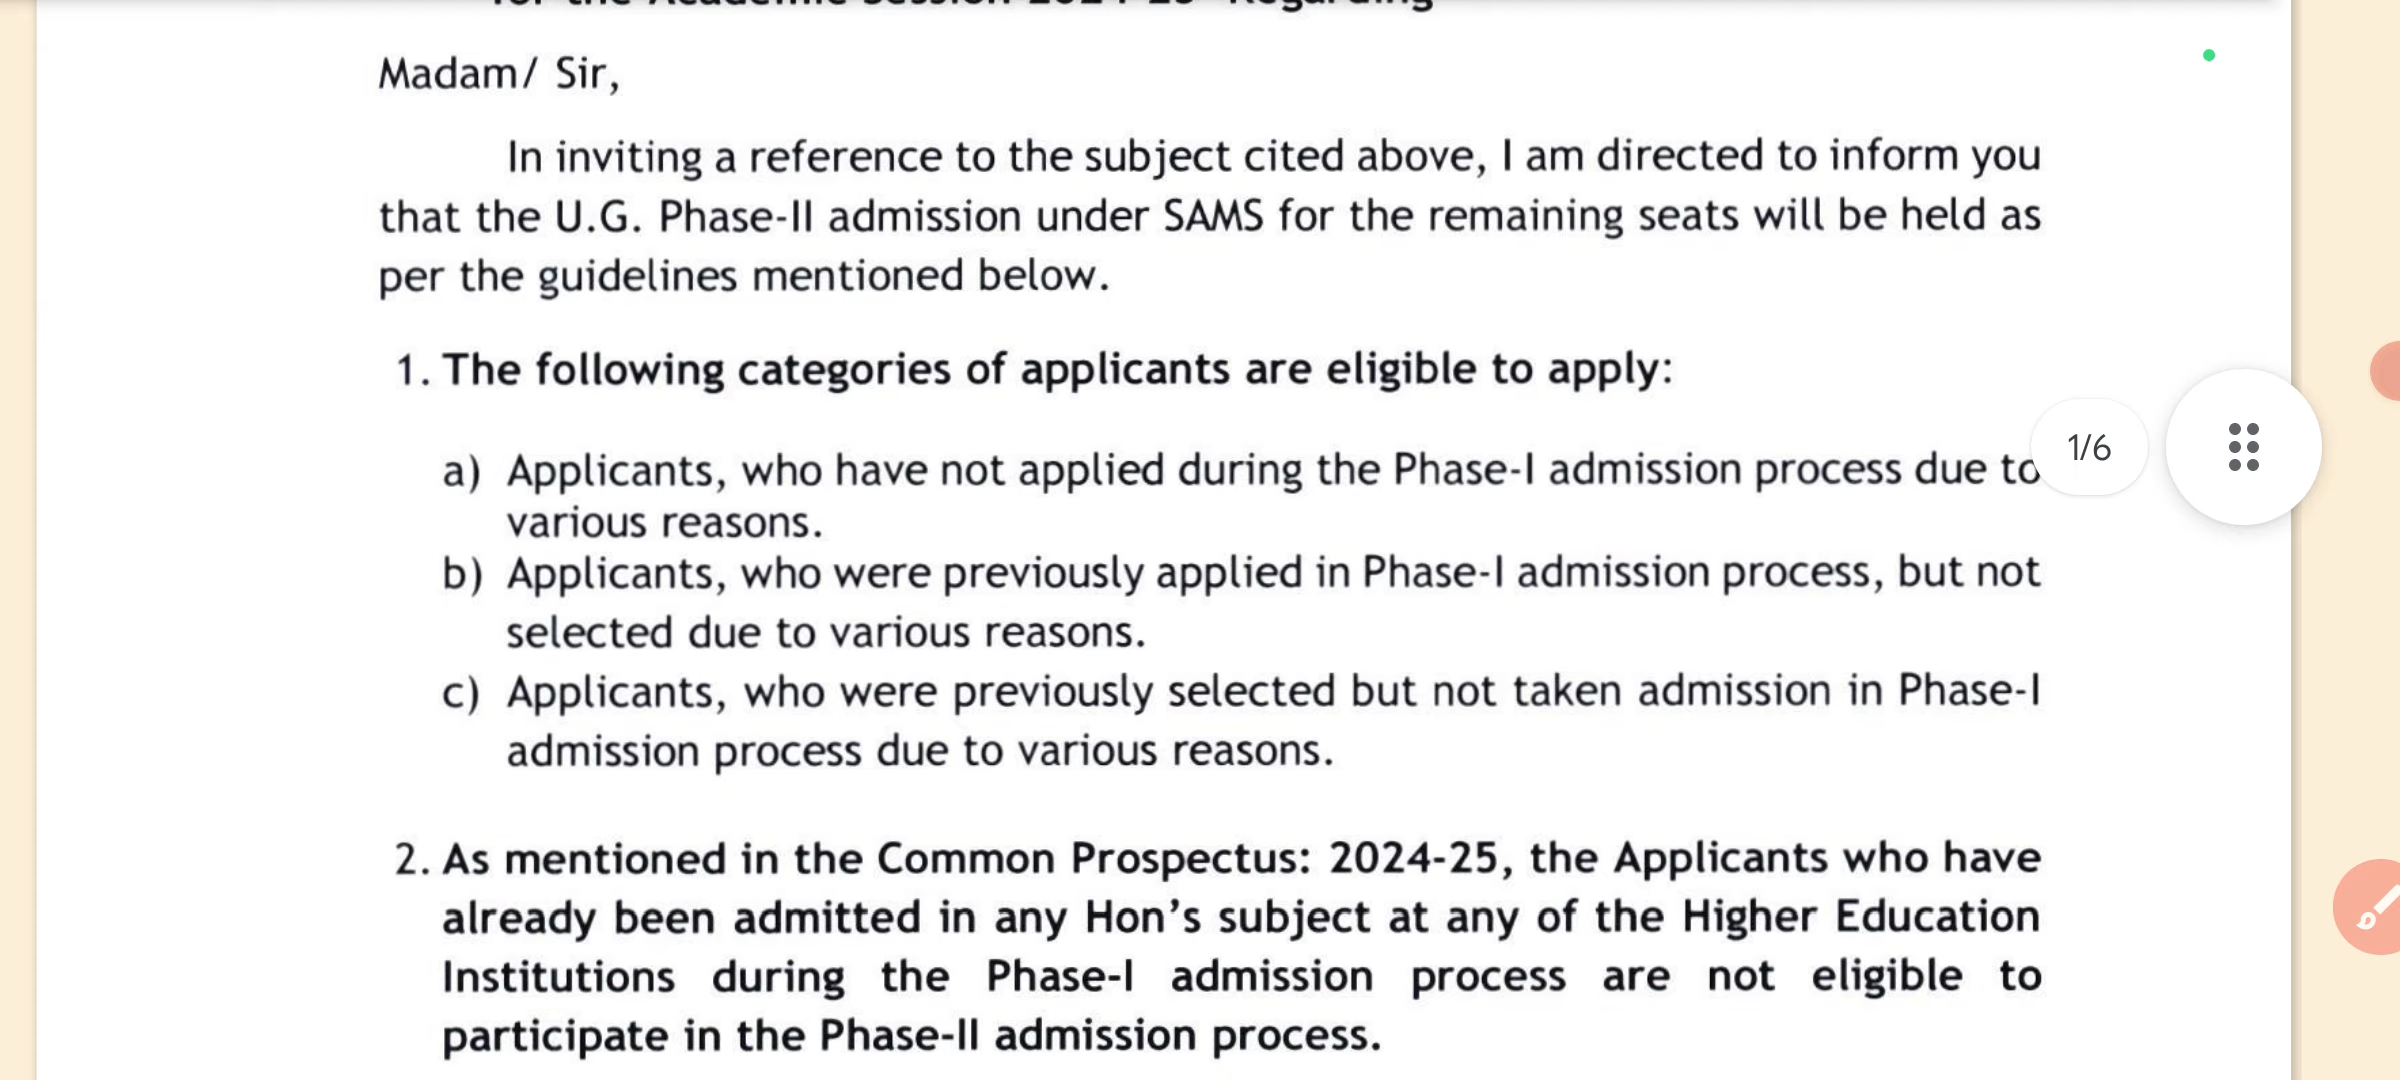 for the Academic Session 2024-25- Regarding
Madam/ Sir,
In inviting a reference to the subject cited above, I am directed to inform you
that the U.G. Phase-II admission under SAMS for the remaining seats will be held as
per the guidelines mentioned below.
1. The following categories of applicants are eligible to apply:
a) Applicants, who have not applied during the Phase-I admission process due to
various reasons.
1/6
b) Applicants, who were previously applied in Phase-I admission process, but not
selected due to various reasons.
c) Applicants, who were previously selected but not taken admission in Phase-I
admission process due to various reasons.
2. As mentioned in the Common Prospectus: 2024-25, the Applicants who have
already been admitted in any Hon’s subject at any of the Higher Education
Institutions during the Phase-I admission process are not eligible to
participate in the Phase-II admission process.